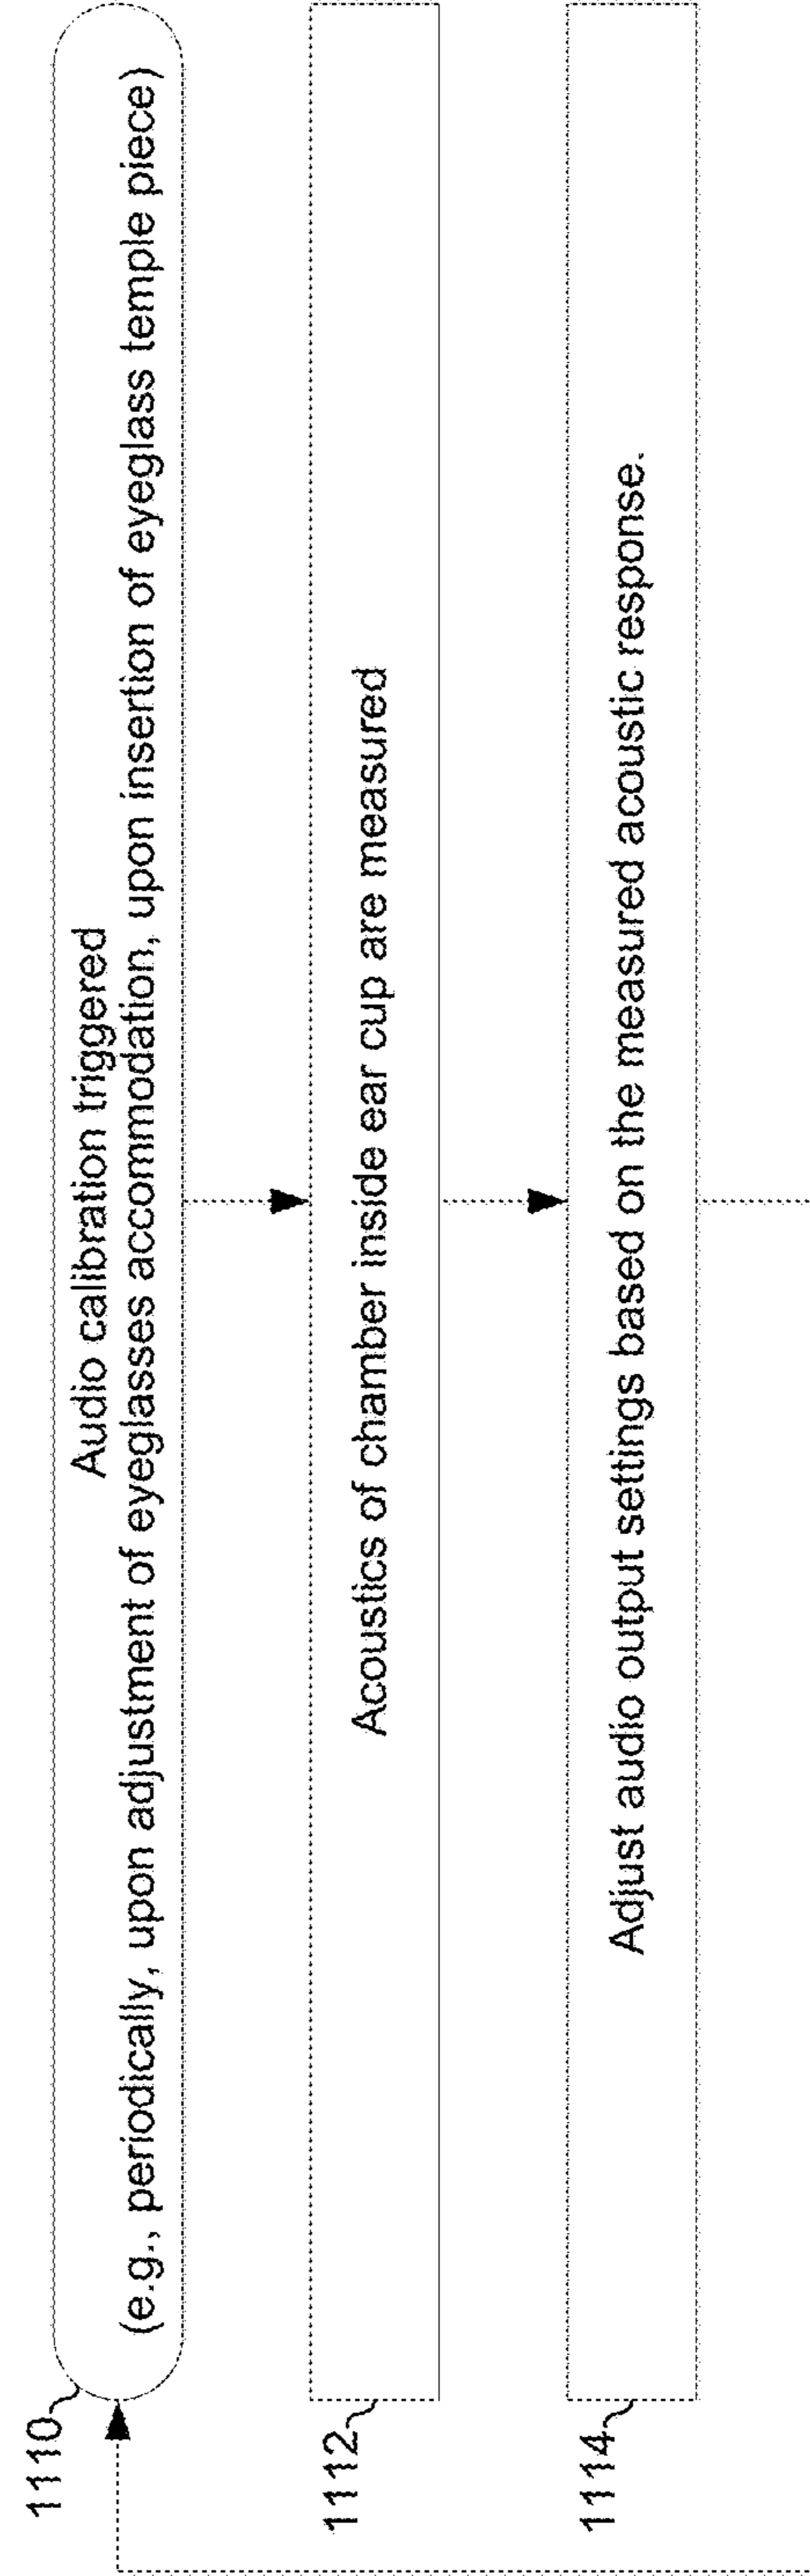 1110
Audio calibration triggered
(e.g., periodically, upon adjustment of eyeglasses accommodation, upon insertion of eyeglass temple piece)
1112
Acoustics of chamber inside ear cup are measured
1114
Adjust audio output settings based on the measured acoustic response.